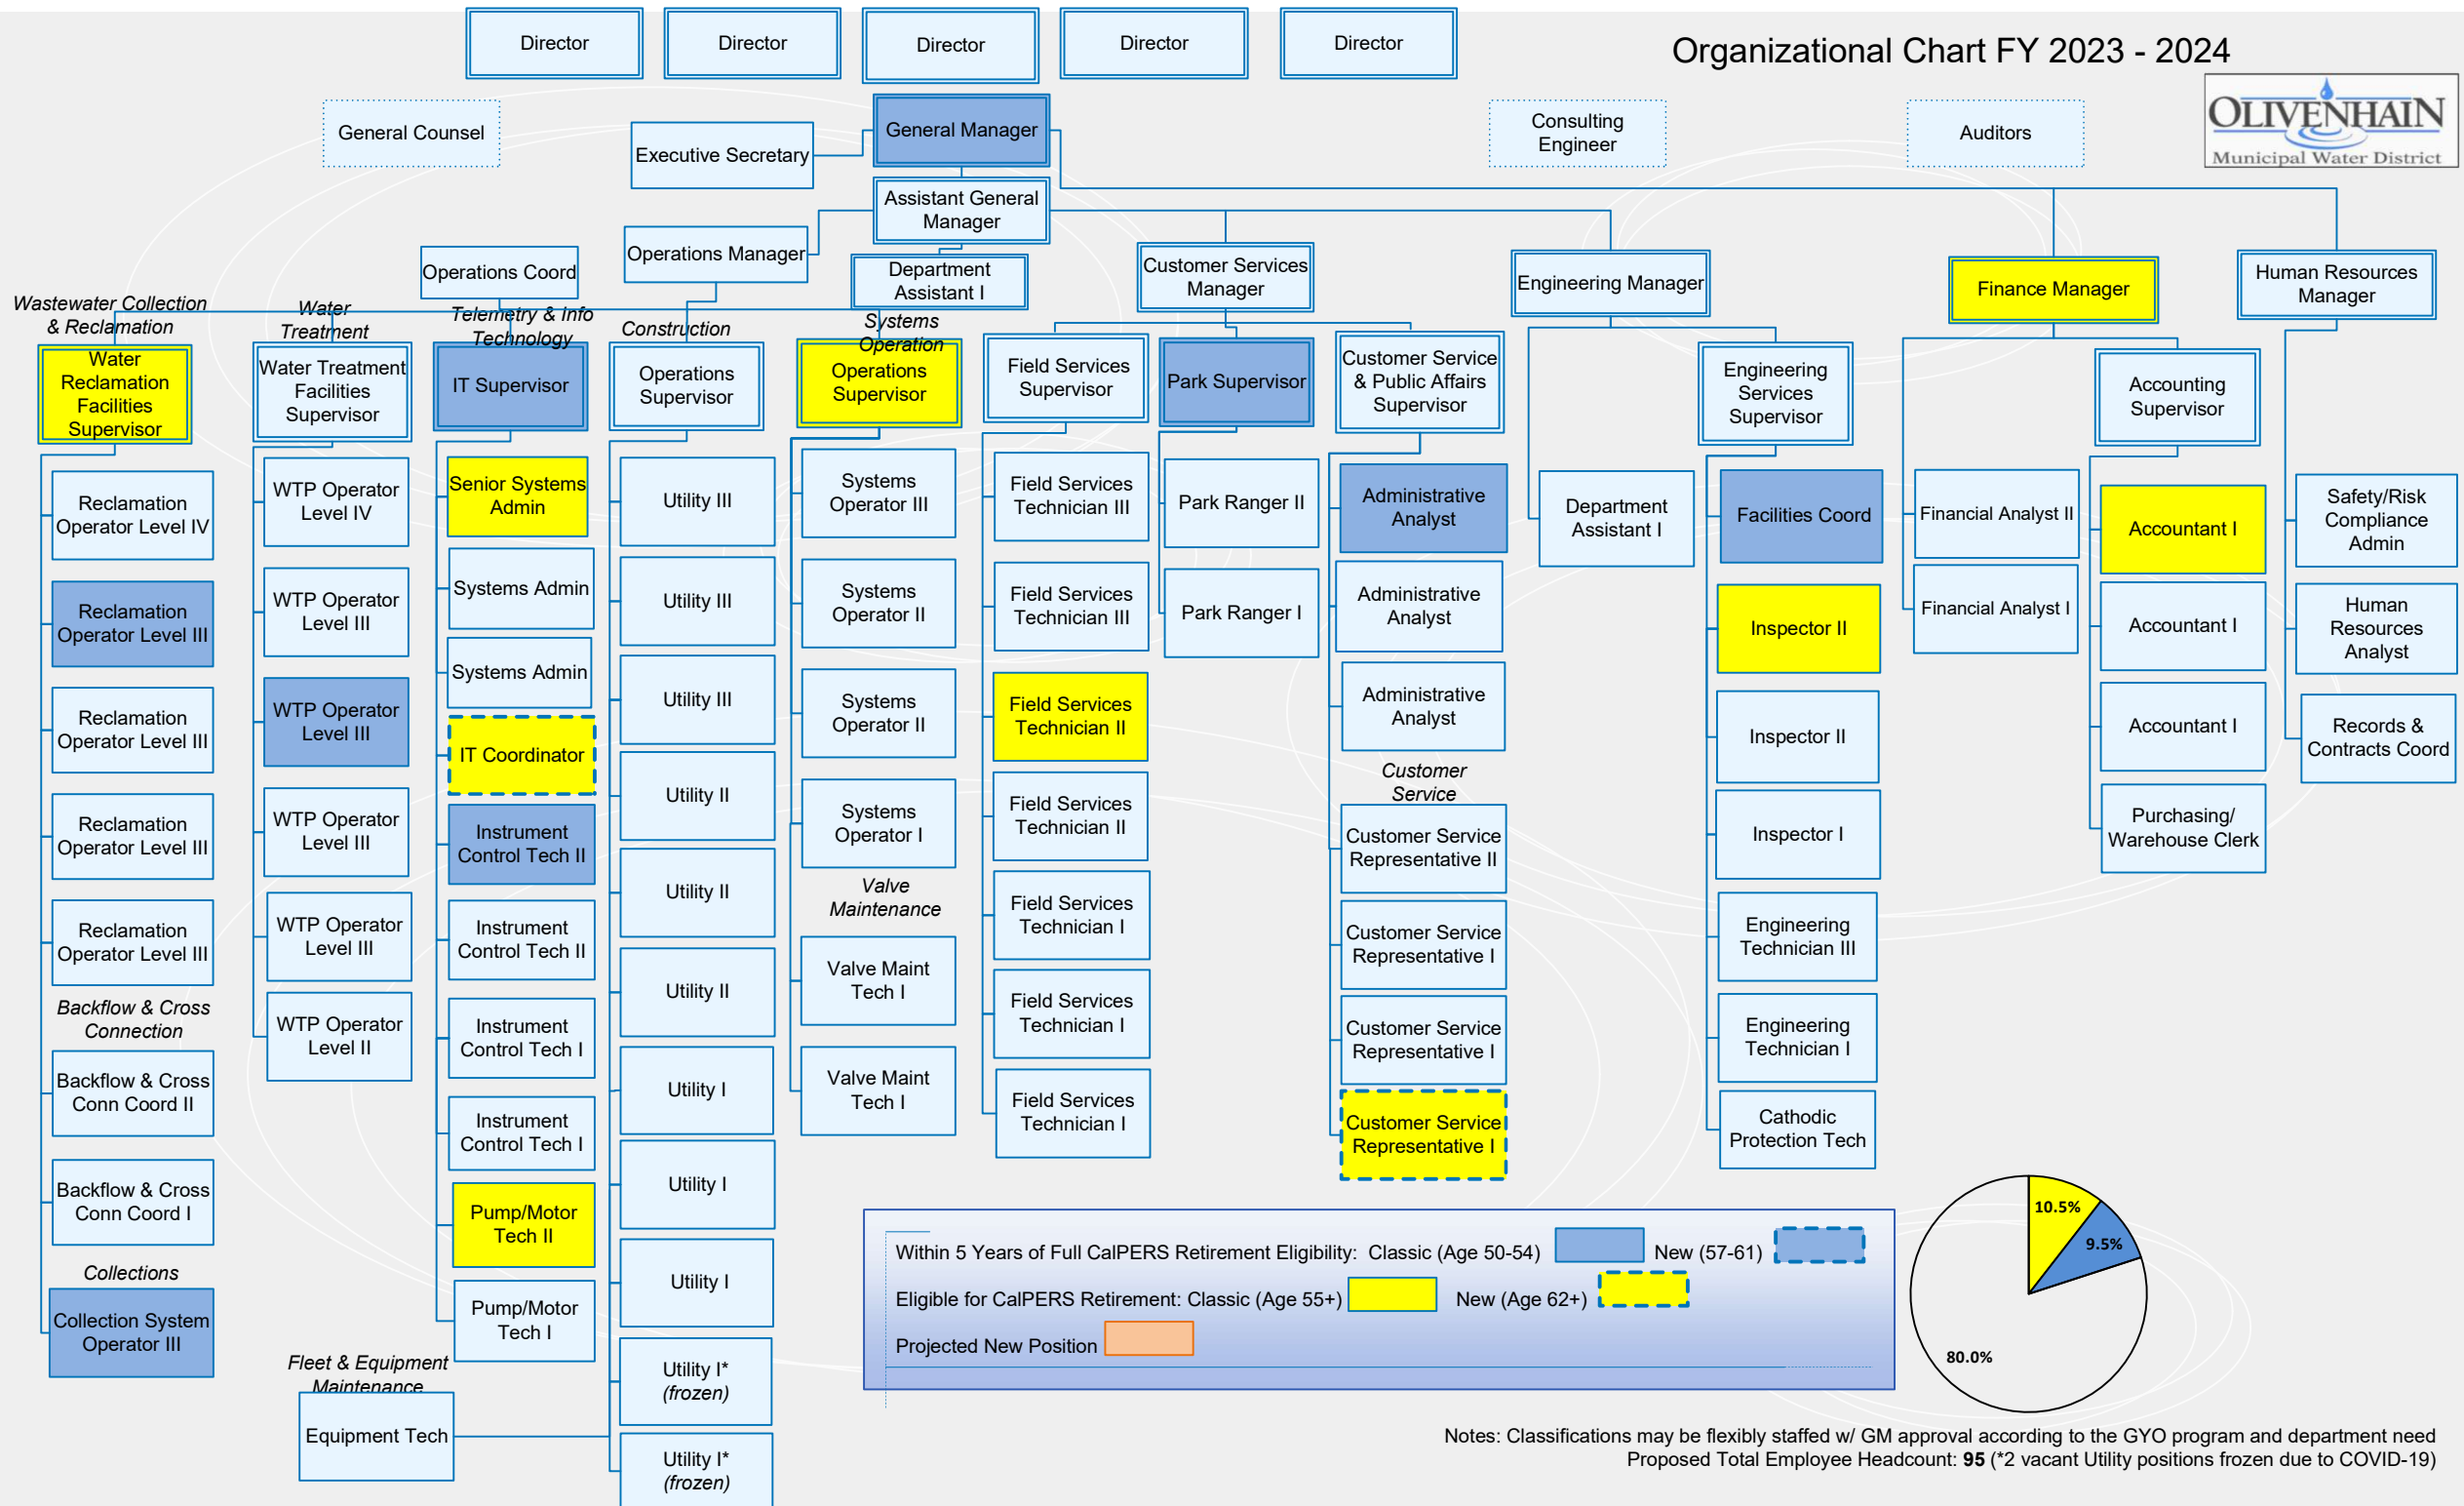 Director
Director
Director
Director
Director
Organizational Chart FY 2023 - 2024
OLIVENHAIN
Municipal Water District
General Counsel
Executive Secretary
General Manager
Consulting
Engineer
Auditors
Assistant General
Manager
Operations Coord
Operations Manager
Department
Assistant I
Customer Services
Manager
Engineering Manager
Finance Manager
Human Resources
Manager
Wastewater Collection
& Reclamation
Water
Reclamation
Facilities
Supervisor
Reclamation
Operator Level IV
Reclamation
Operator Level III
Reclamation
Operator Level III
Reclamation
Operator Level III
Reclamation
Operator Level III
Backflow & Cross
Connection
Backflow & Cross
Conn Coord II
Backflow & Cross
Conn Coord I
Collections
Collection System
Operator III
Water
Treatment
Water Treatment
Facilities
Supervisor
WTP Operator
Level IV
WTP Operator
Level III
WTP Operator
Level III
WTP Operator
Level III
WTP Operator
Level III
WTP Operator
Level II
Fleet & Equipment
Maintenance
Equipment Tech
Telemetry & Info
Technology
IT Supervisor
Senior Systems
Admin
Systems Admin
Systems Admin
IT Coordinator
Instrument
Control Tech II
Instrument
Control Tech II
Instrument
Control Tech I
Instrument
Control Tech I
Pump/Motor
Tech II
Pump/Motor
Tech I
Construction
Operations
Supervisor
Utility III
Utility III
Utility III
Utility II
Utility II
Utility II
Utility I
Utility I
Utility I
Utility I*
(frozen)
Utility I*
(frozen)
Systems
Operation
Operations
Supervisor
Systems
Operator III
Systems
Operator II
Systems
Operator II
Systems
Operator I
Valve
Maintenance
Valve Maint
Tech I
Valve Maint
Tech I
Field Services
Supervisor
Field Services
Technician III
Field Services
Technician III
Field Services
Technician II
Field Services
Technician II
Field Services
Technician I
Field Services
Technician I
Field Services
Technician I
Park Supervisor
Park Ranger II
Park Ranger I
Customer Service
& Public Affairs
Supervisor
Administrative
Analyst
Administrative
Analyst
Administrative
Analyst
Customer
Service
Customer Service
Representative II
Customer Service
Representative I
Customer Service
Representative I
Customer Service
Representative I
Department
Assistant I
Engineering
Services
Supervisor
Facilities Coord
Inspector II
Inspector II
Inspector I
Engineering
Technician III
Engineering
Technician I
Cathodic
Protection Tech
Financial Analyst II
Financial Analyst I
Accounting
Supervisor
Accountant I
Accountant I
Accountant I
Purchasing/
Warehouse Clerk
Safety/Risk
Compliance
Admin
Human
Resources
Analyst
Records &
Contracts Coord
Within 5 Years of Full CalPERS Retirement Eligibility: Classic (Age 50-54) New (57-61)
Eligible for CalPERS Retirement: Classic (Age 55+) New (Age 62+)
Projected New Position
10.5%
9.5%
80.0%
Notes: Classifications may be flexibly staffed w/ GM approval according to the GYO program and department need
Proposed Total Employee Headcount: 95 (*2 vacant Utility positions frozen due to COVID-19)